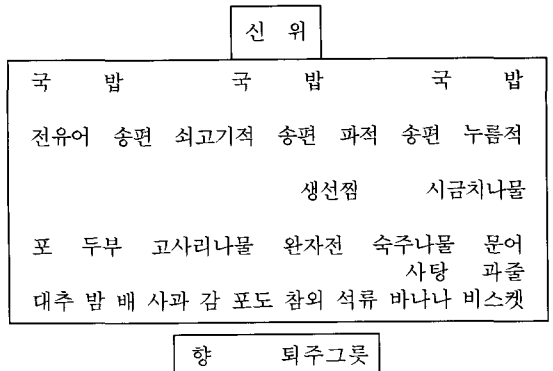 신 위
국 밥 국 밥 국 밥
전유어 송편 쇠고기적 송편 파적 송편 누름적
생선찜 시금치나물
포 두부 고사리나물 완자전 숙주나물 문어
사탕 과줄
대추 밤 배 사과 감 포도 참외 석류 바나나 비스켓
향 퇴주그릇